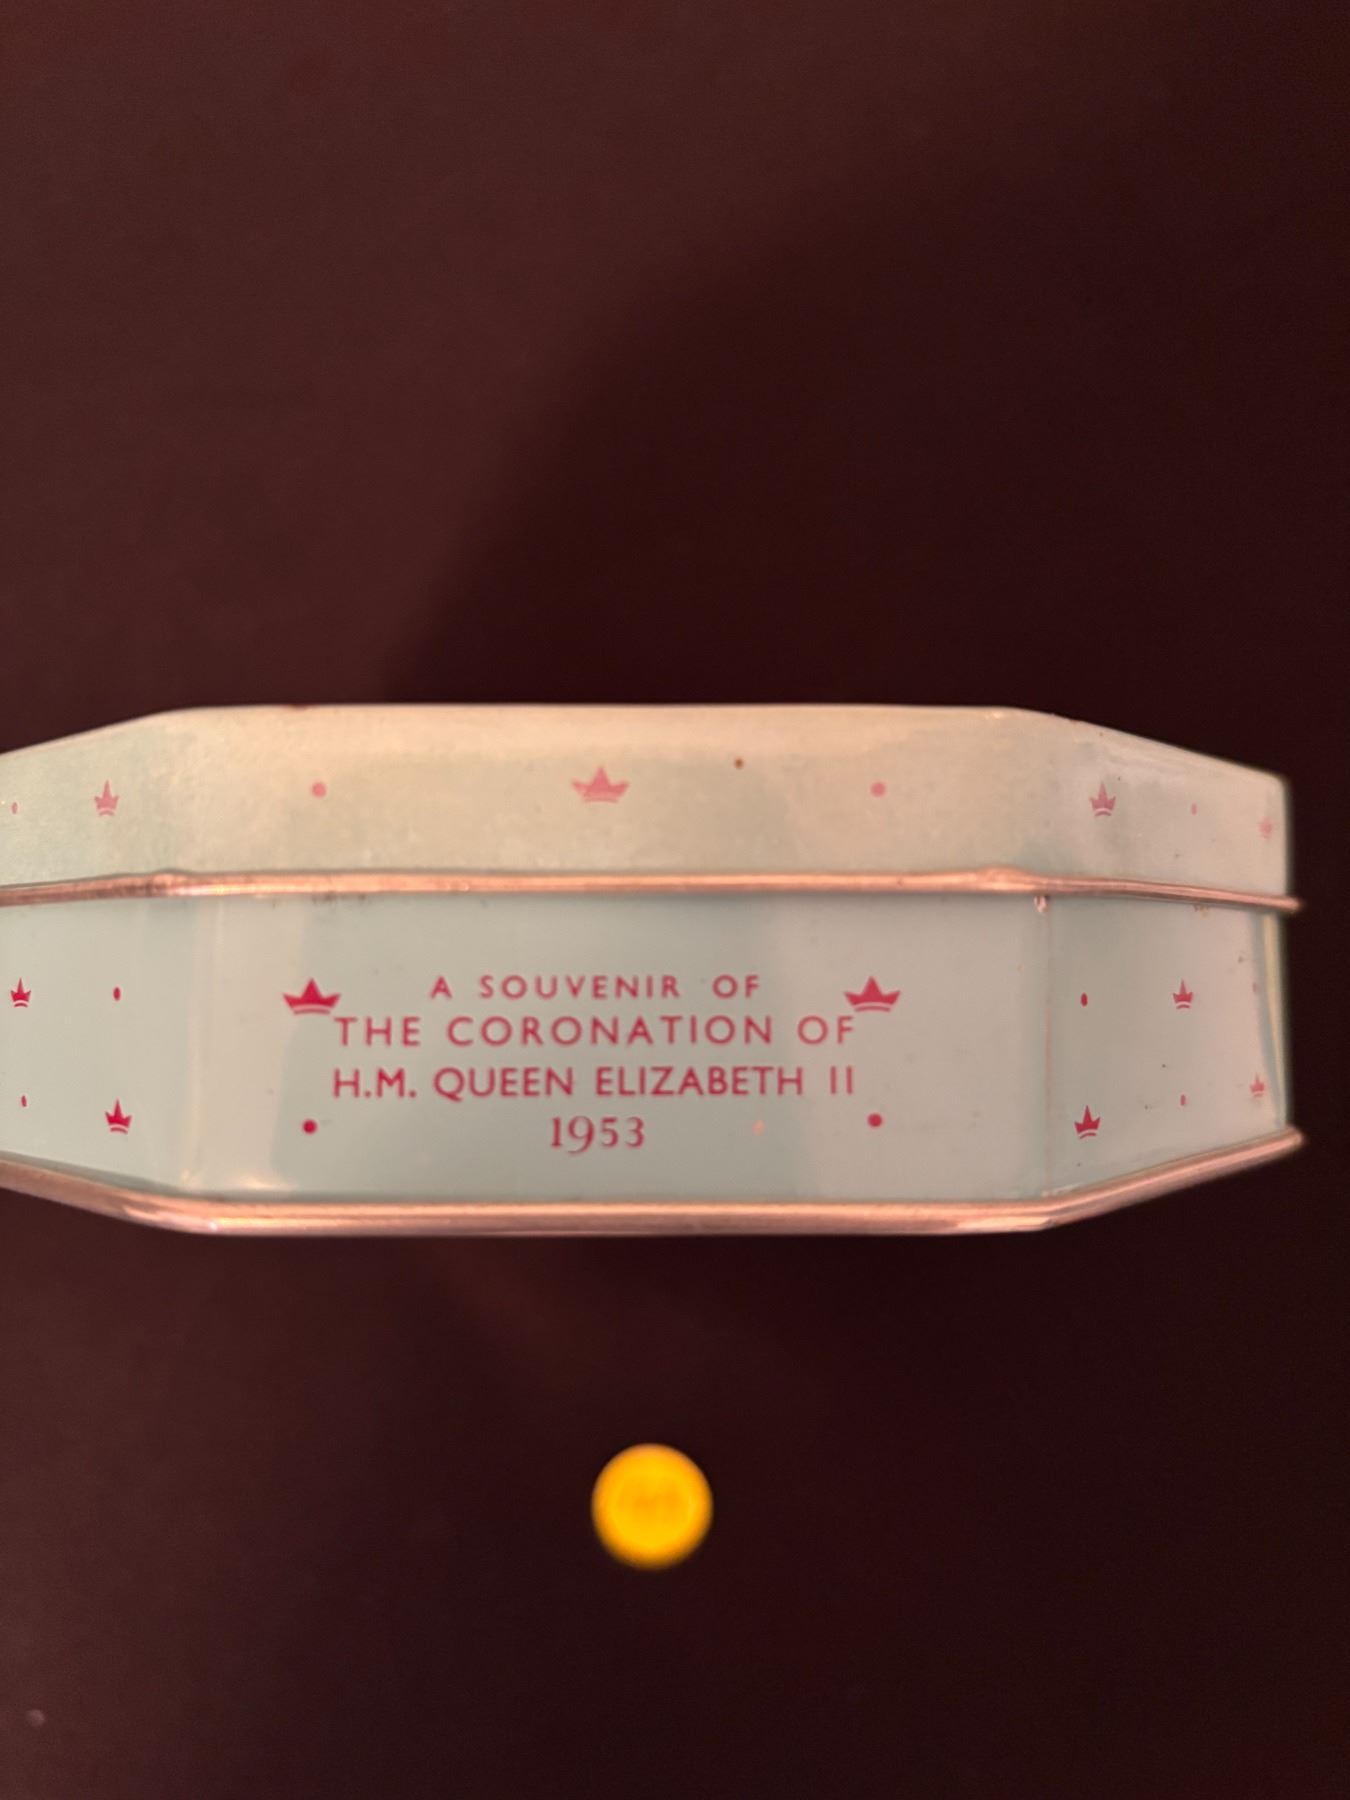 A SOUVENIR OF
THE CORONATION OF
H.M. QUEEN ELIZABETH II
1953